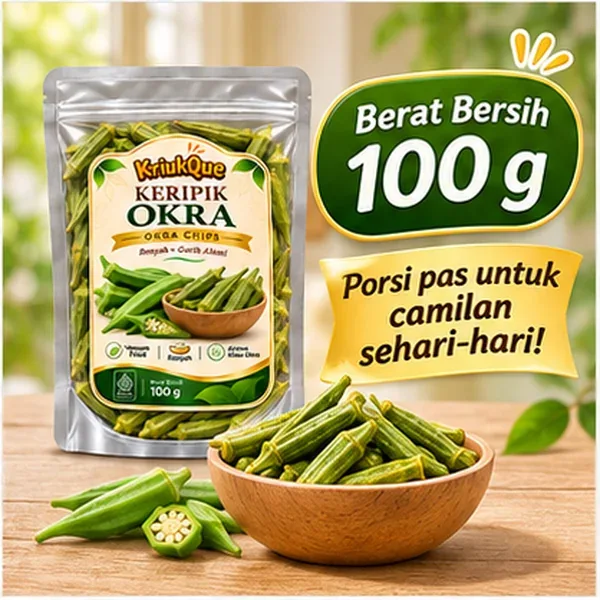 KriukQue
KERIPIK
OKRA
OKRA CHIPS
100 g
Berat Bersih
100 g
Porsi pas untuk
camilan
sehari-hari!